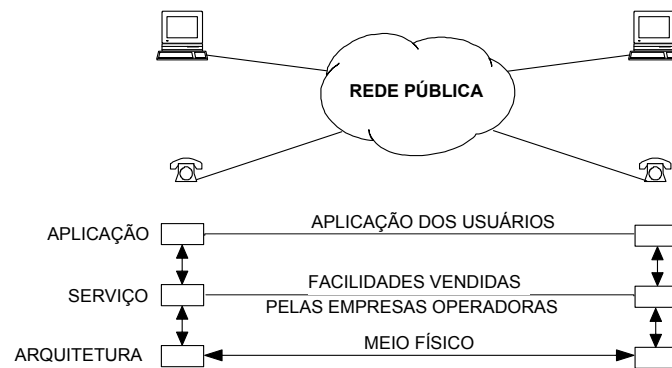 REDE PÚBLICA
APLICAÇÃO
APLICAÇÃO DOS USUÁRIOS
SERVIÇO
FACILIDADES VENDIDAS
PELAS EMPRESAS OPERADORAS
ARQUITETURA
MEIO FÍSICO